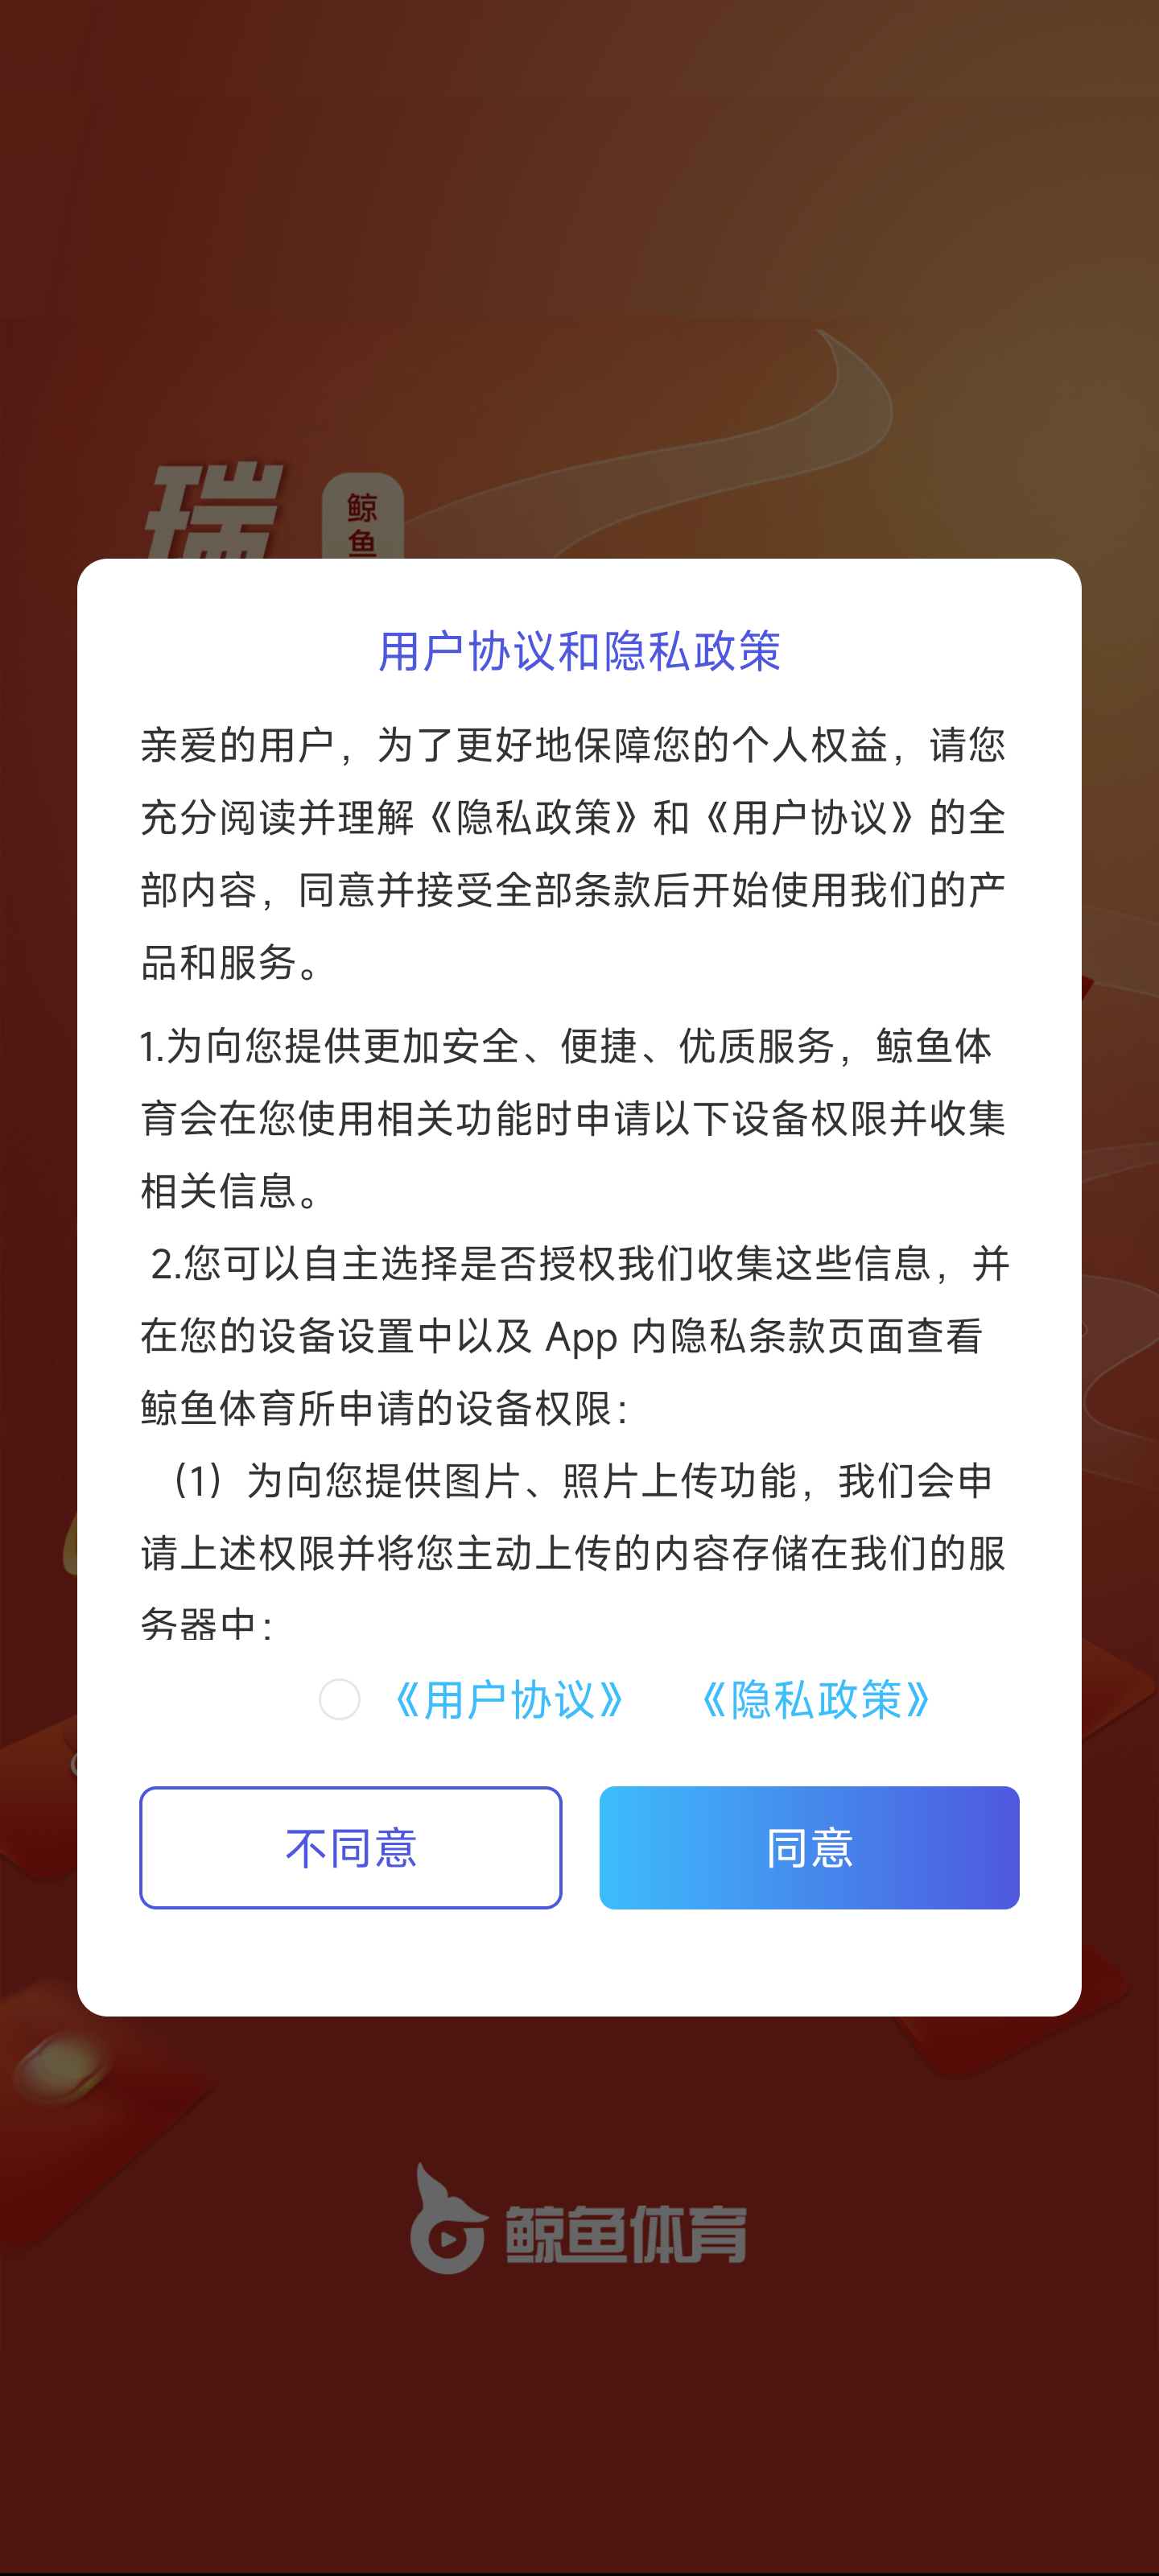 瑞
鲸鱼
用户协议和隐私政策
亲爱的用户，为了更好地保障您的个人权益，请您
充分阅读并理解《隐私政策》和《用户协议》的全
部内容，同意并接受全部条款后开始使用我们的产
品和服务。
1.为向您提供更加安全、便捷、优质服务，鲸鱼体
育会在您使用相关功能时申请以下设备权限并收集
相关信息。
2.您可以自主选择是否授权我们收集这些信息，并
在您的设备设置中以及 App 内隐私条款页面查看
鲸鱼体育所申请的设备权限：
（1）为向您提供图片、照片上传功能，我们会申
请上述权限并将您主动上传的内容存储在我们的服
务器中：
《用户协议》 《隐私政策》
不同意 同意
鲸鱼体育